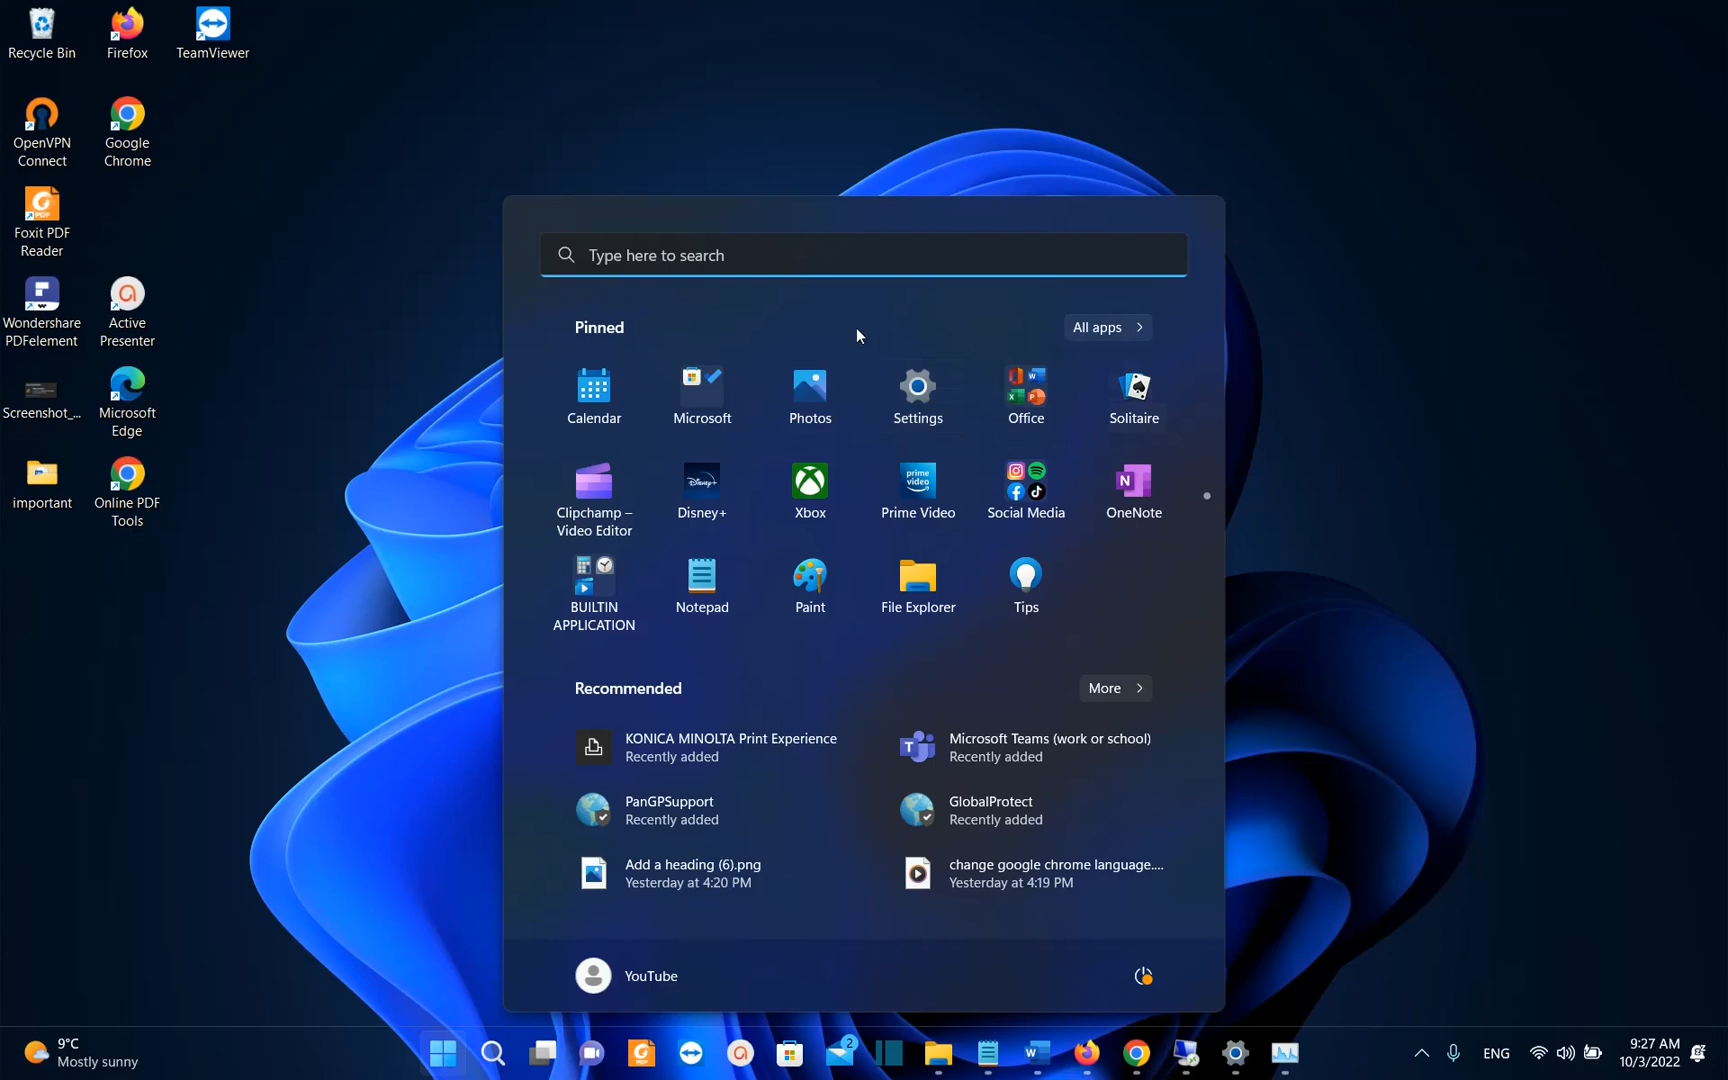 Recycle Bin
Firefox
TeamViewer
OpenVPN
Connect
Google
Chrome
Foxit PDF
Reader
Wondershare
PDFelement
Active
Presenter
Screenshot_...
Microsoft
Edge
important
Online PDF
Tools
Type here to search
Pinned
All apps
Calendar
Microsoft
Photos
Settings
Office
Solitaire
Clipchamp –
Video Editor
Disney+
Xbox
prime
video
Prime Video
Social Media
OneNote
BUILTIN
APPLICATION
Notepad
Paint
File Explorer
Tips
Recommended
More
KONICA MINOLTA Print Experience
Recently added
Microsoft Teams (work or school)
Recently added
PanGPSupport
Recently added
GlobalProtect
Recently added
Add a heading (6).png
Yesterday at 4:20 PM
change google chrome language....
Yesterday at 4:19 PM
YouTube
9°C
Mostly sunny
2
ENG
9:27 AM
10/3/2022